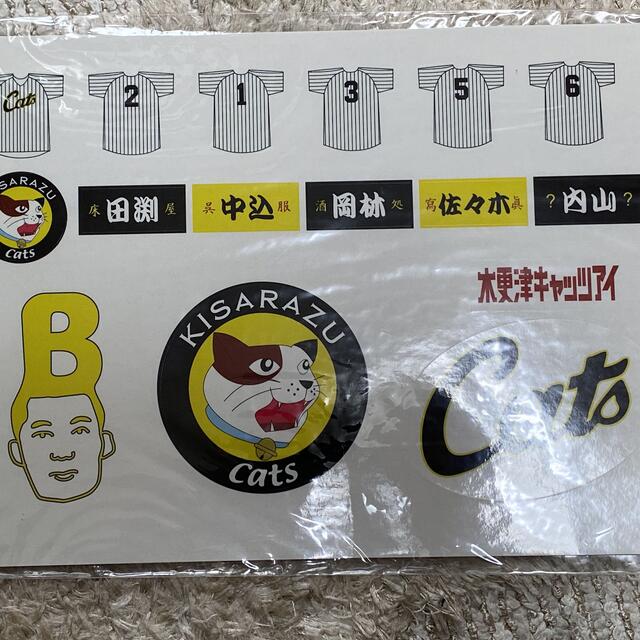 Cats 2 1 3 5 6
SARAZU
Cats
床 田渕 屋
呉 中込 服
酒 岡林 処
寫 佐々木 眞
? 内山 ?
木更津キャッツアイ
B
KISARAZU
Cats
Cats